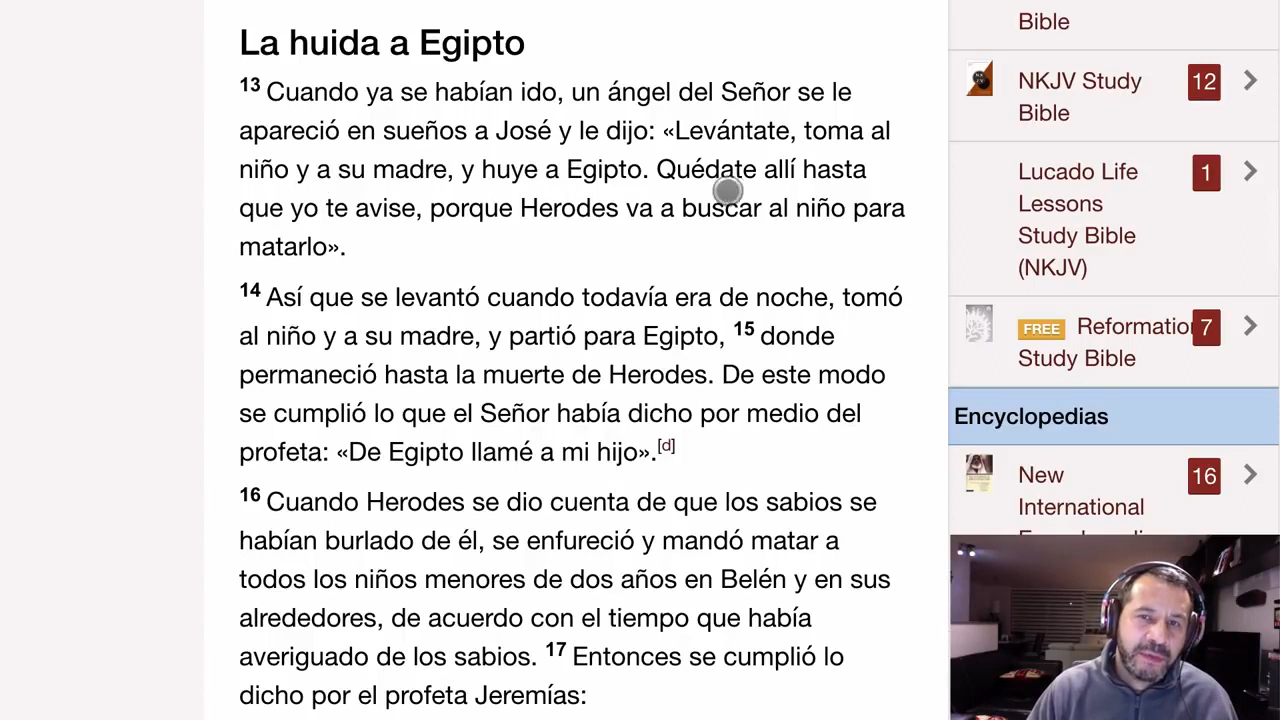 La huida a Egipto
13 Cuando ya se habían ido, un ángel del Señor se le
apareció en sueños a José y le dijo: «Levántate, toma al
niño y a su madre, y huye a Egipto. Quédate allí hasta
que yo te avise, porque Herodes va a buscar al niño para
matarlo».
14 Así que se levantó cuando todavía era de noche, tomó
al niño y a su madre, y partió para Egipto, 15 donde
permaneció hasta la muerte de Herodes. De este modo
se cumplió lo que el Señor había dicho por medio del
profeta: «De Egipto llamé a mi hijo».[d]
16 Cuando Herodes se dio cuenta de que los sabios se
habían burlado de él, se enfureció y mandó matar a
todos los niños menores de dos años en Belén y en sus
alrededores, de acuerdo con el tiempo que había
averiguado de los sabios. 17 Entonces se cumplió lo
dicho por el profeta Jeremías:
Bible
NKJV Study 12
Bible
Lucado Life 1
Lessons
Study Bible
(NKJV)
FREE Reformation 7
Study Bible
Encyclopedias
New 16
International